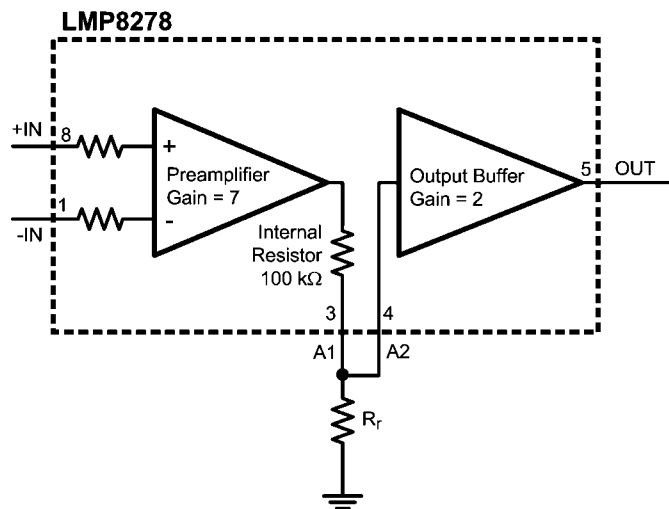 LMP8278
+IN
8
+
Preamplifier
Gain = 7
-IN
1
-
Internal
Resistor
100 kΩ
Output Buffer
Gain = 2
5
OUT
3
4
A1
A2
Rr